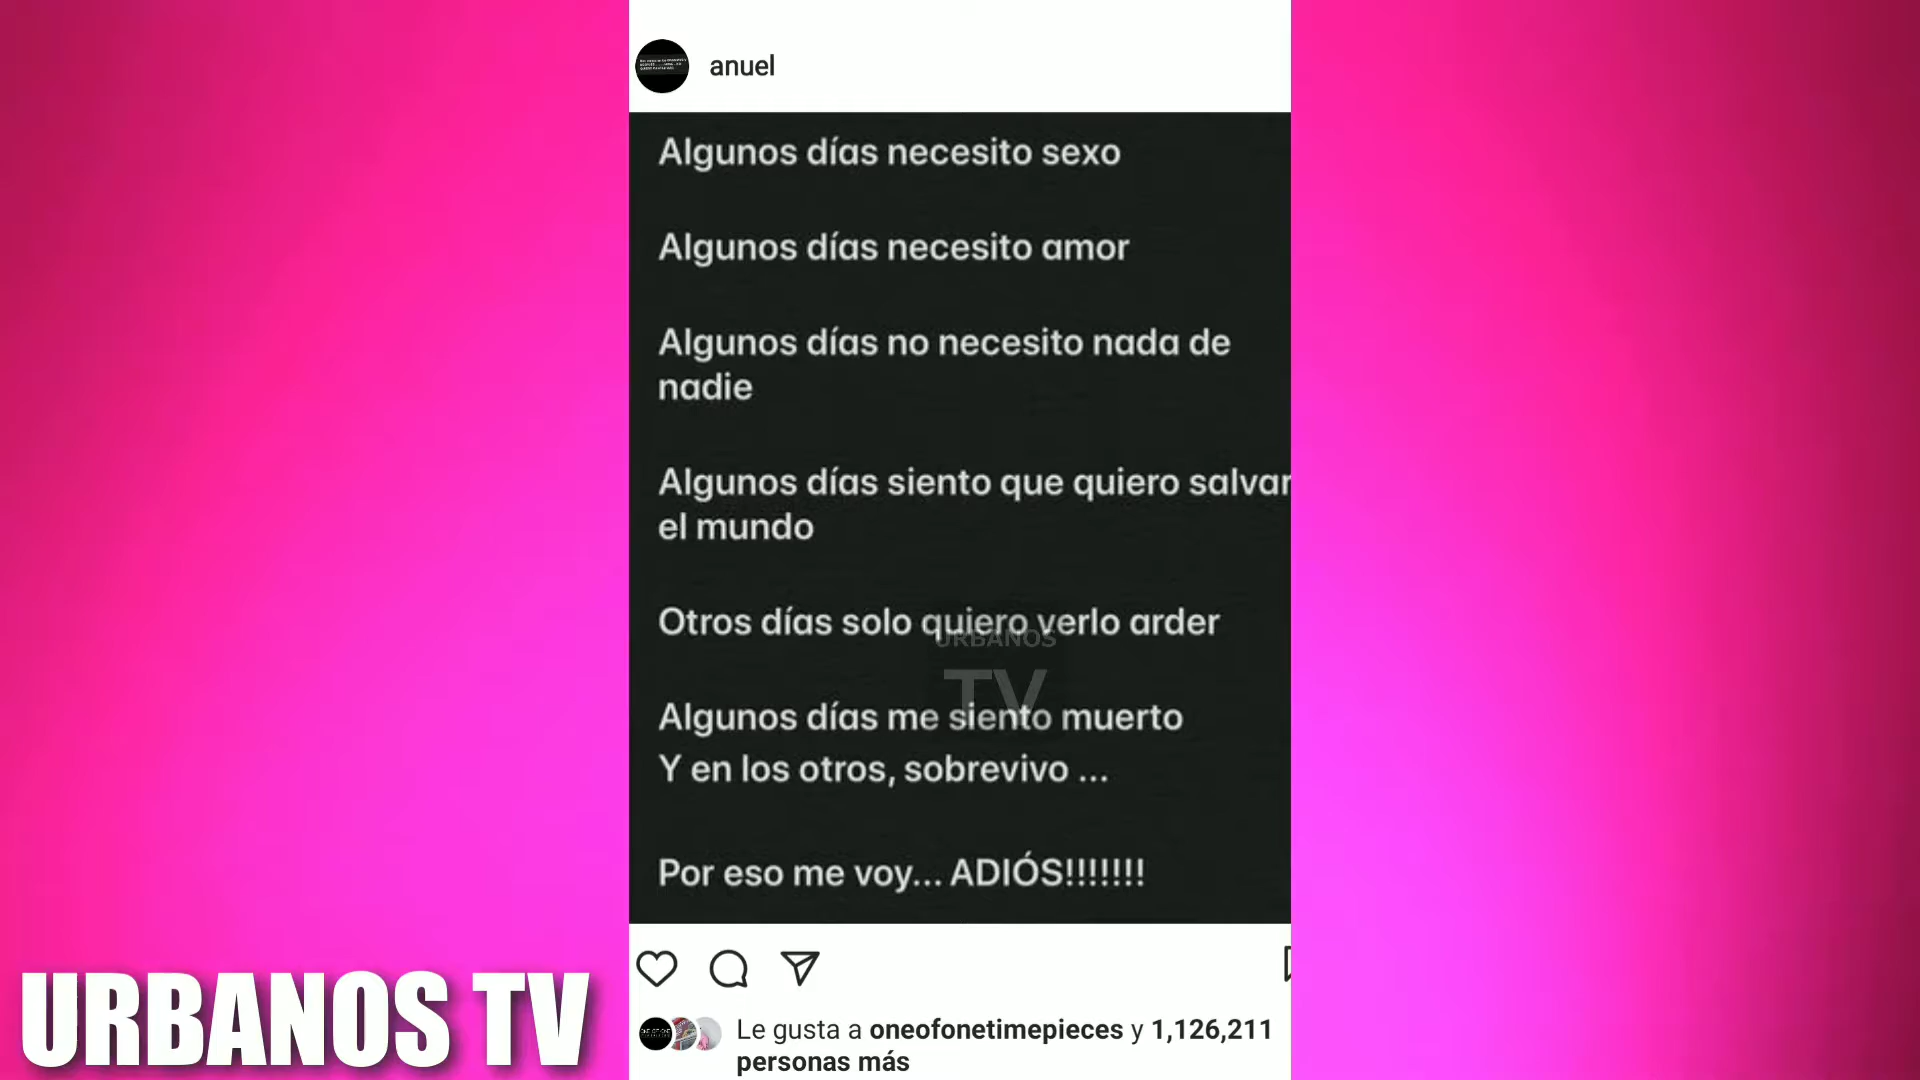 anuel
Algunos días necesito sexo
Algunos días necesito amor
Algunos días no necesito nada de
nadie
Algunos días siento que quiero salvar
el mundo
Otros días solo quiero verlo arder
URBANOS
TV
Algunos días me siento muerto
Y en los otros, sobrevivo ...
Por eso me voy... ADIÓS!!!!!!!
Le gusta a oneofonetimepieces y 1,126,211
personas más
URBANOS TV